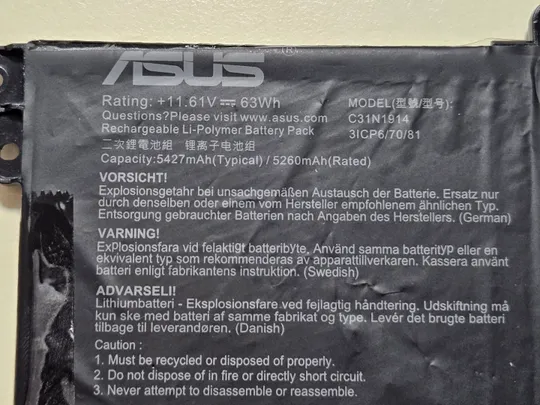 ASUS (R)
Rating: +11.61V ⎓ 63Wh
Questions?Please visit www.asus.com
Rechargeable Li-Polymer Battery Pack
二次鋰電池組 锂离子电池组
Capacity:5427mAh(Typical) / 5260mAh(Rated)
MODEL(型號/型号):
C31N1914
3ICP6/70/81
VORSICHT!
Explosionsgetahr bei unsachgemäßen Austausch der Batterie. Ersatz nur
durch denselben oder einem vom Hersteller empfohlenem ähnlichen Typ.
Entsorgung gebrauchter Batterien nach Angaben des Herstellers. (German)
VARNING!
Explosionsfara vid felaktigt batteribyte. Använd samma batterityp eller en
ekvivalent typ som rekommenderas av apparattillverkaren. Kassera använt
batteri enligt fabrikantens instruktion. (Swedish)
ADVARSELI!
Lithiumbatteri - Eksplosionsfare ved fejlagtig håndtering. Udskiftning må
kun ske med batteri af samme fabrikat og type. Levér det brugte batteri
tilbage til leverandøren. (Danish)
Caution :
1. Must be recycled or disposed of properly.
2. Do not dispose of in fire or directly short circuit.
3. Never attempt to disassemble or reassemble.